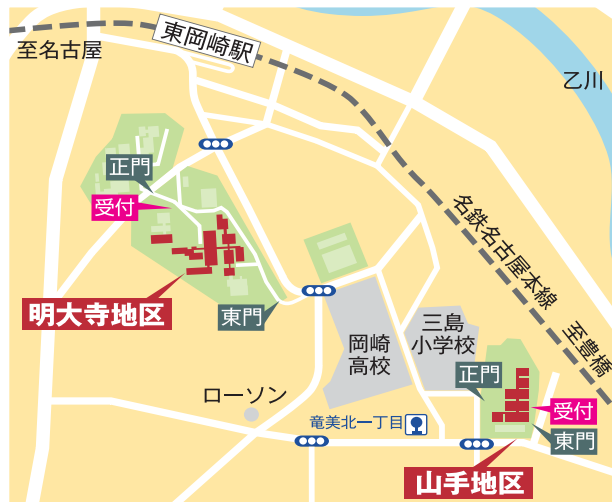 東岡崎駅
至名古屋
乙川
正門
受付
名鉄名古屋本線
明大寺地区
東門
岡崎
高校
三島
小学校
至豊橋
正門
ローソン
受付
竜美北一丁目
東門
山手地区